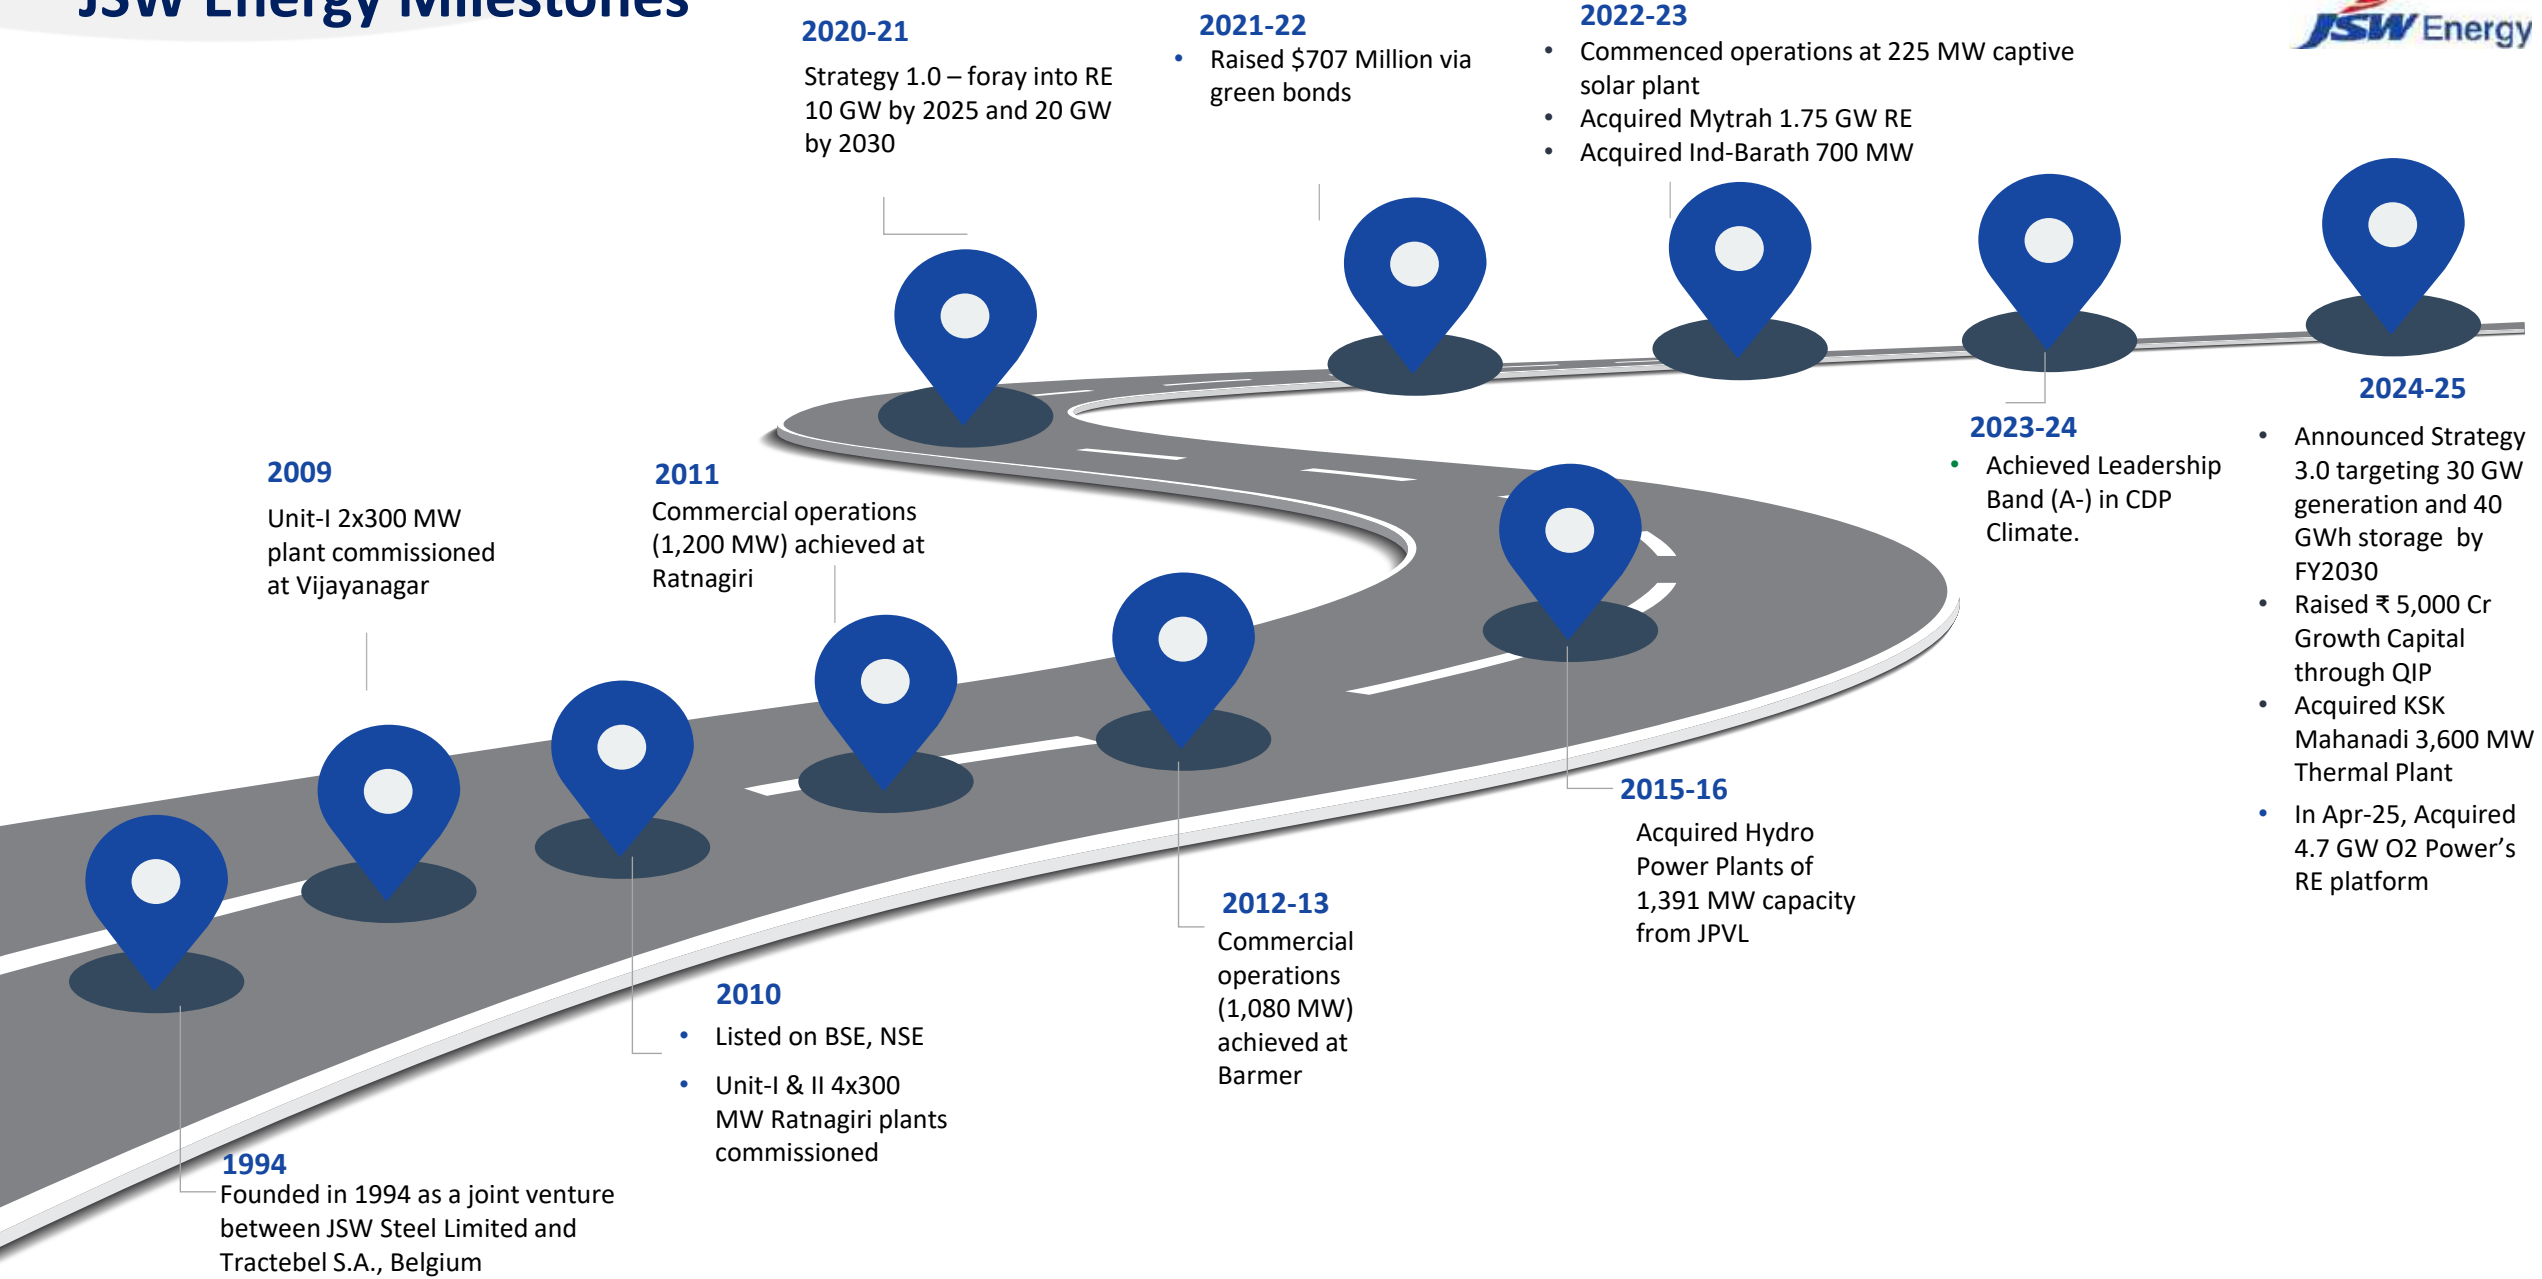 JSW Energy Milestones
JSW Energy
2020-21
Strategy 1.0 – foray into RE
10 GW by 2025 and 20 GW
by 2030
2021-22
• Raised $707 Million via
green bonds
2022-23
• Commenced operations at 225 MW captive
solar plant
• Acquired Mytrah 1.75 GW RE
• Acquired Ind-Barath 700 MW
2009
Unit-I 2x300 MW
plant commissioned
at Vijayanagar
2011
Commercial operations
(1,200 MW) achieved at
Ratnagiri
2023-24
• Achieved Leadership
Band (A-) in CDP
Climate.
2024-25
• Announced Strategy
3.0 targeting 30 GW
generation and 40
GWh storage by
FY2030
• Raised ₹ 5,000 Cr
Growth Capital
through QIP
• Acquired KSK
Mahanadi 3,600 MW
Thermal Plant
• In Apr-25, Acquired
4.7 GW O2 Power’s
RE platform
2015-16
Acquired Hydro
Power Plants of
1,391 MW capacity
from JPVL
2012-13
Commercial
operations
(1,080 MW)
achieved at
Barmer
2010
• Listed on BSE, NSE
• Unit-I & II 4x300
MW Ratnagiri plants
commissioned
1994
Founded in 1994 as a joint venture
between JSW Steel Limited and
Tractebel S.A., Belgium